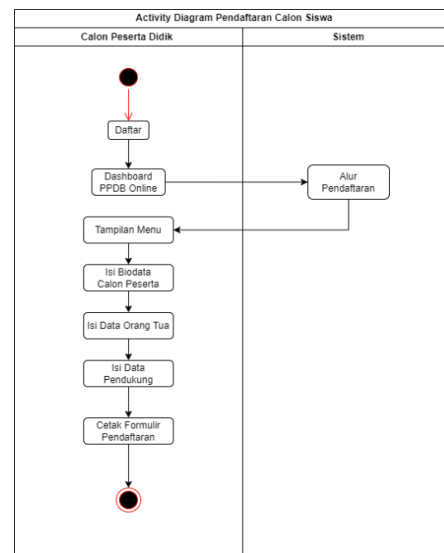 Activity Diagram Pendaftaran Calon Siswa
Calon Peserta Didik
Sistem
Daftar
Dashboard
PPDB Online
Alur
Pendaftaran
Tampilan Menu
Isi Biodata
Calon Peserta
Isi Data Orang Tua
Isi Data
Pendukung
Cetak Formulir
Pendaftaran